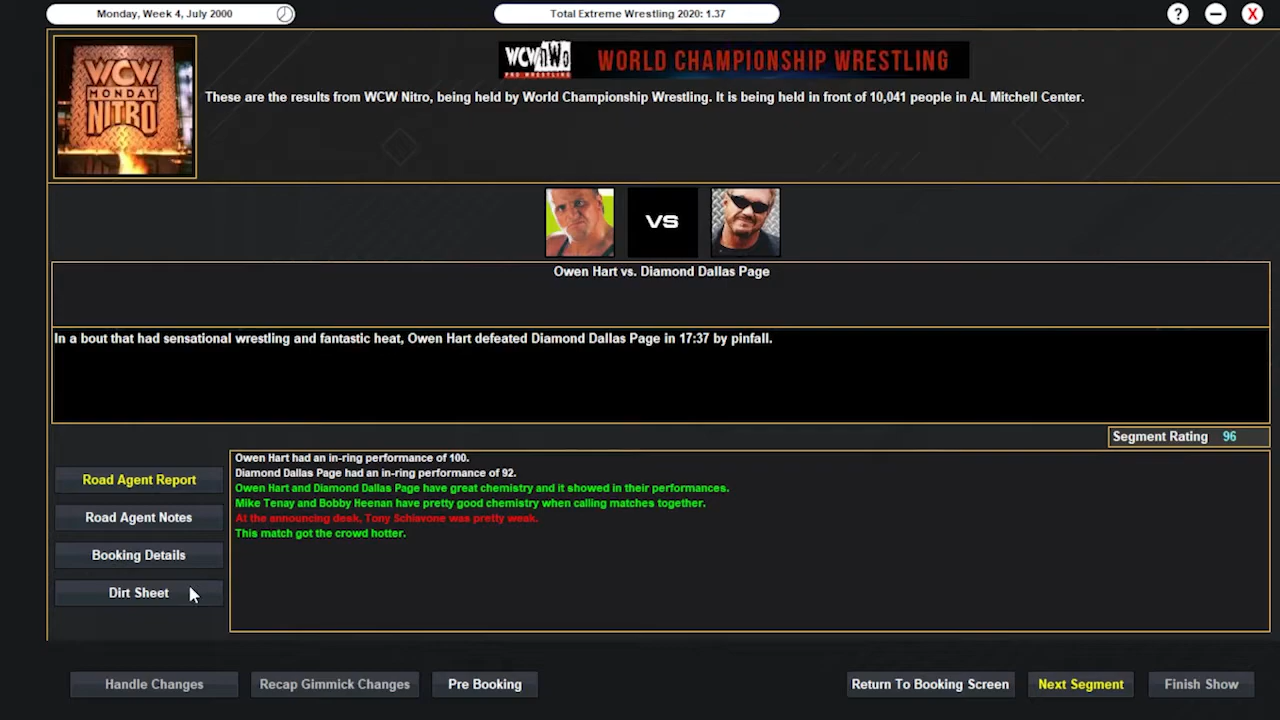 Monday, Week 4, July 2000
Total Extreme Wrestling 2020: 1.37
?
X
WCW
MONDAY
NITRO
WCW nWo
PRO WRESTLING
WORLD CHAMPIONSHIP WRESTLING
These are the results from WCW Nitro, being held by World Championship Wrestling. It is being held in front of 10,041 people in AL Mitchell Center.
VS
Owen Hart vs. Diamond Dallas Page
In a bout that had sensational wrestling and fantastic heat, Owen Hart defeated Diamond Dallas Page in 17:37 by pinfall.
Segment Rating 96
Road Agent Report
Road Agent Notes
Booking Details
Dirt Sheet
Owen Hart had an in-ring performance of 100.
Diamond Dallas Page had an in-ring performance of 92.
Owen Hart and Diamond Dallas Page have great chemistry and it showed in their performances.
Mike Tenay and Bobby Heenan have pretty good chemistry when calling matches together.
At the announcing desk, Tony Schiavone was pretty weak.
This match got the crowd hotter.
Handle Changes
Recap Gimmick Changes
Pre Booking
Return To Booking Screen
Next Segment
Finish Show